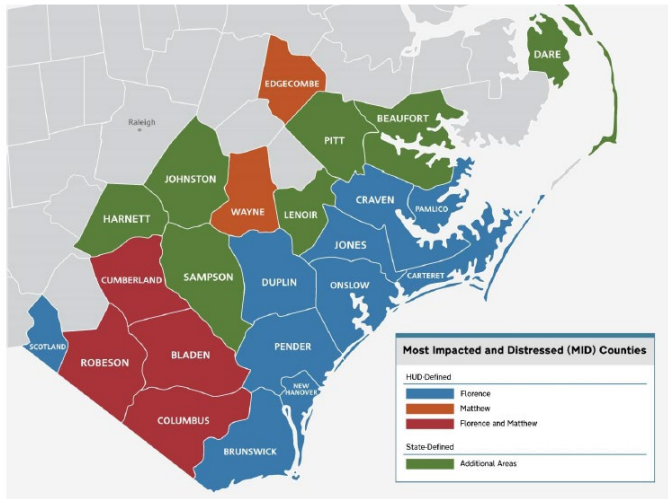 DARE
EDGECOMBE
BEAUFORT
Raleigh
PITT
JOHNSTON
CRAVEN
WAYNE
LENOIR
PAMLICO
HARNETT
JONES
CARTERET
CUMBERLAND
SAMPSON
DUPLIN
ONSLOW
SCOTLAND
ROBESON
BLADEN
PENDER
NEW
HANOVER
COLUMBUS
BRUNSWICK
Most Impacted and Distressed (MID) Counties
HUD-Defined
Florence
Matthew
Florence and Matthew
State-Defined
Additional Areas